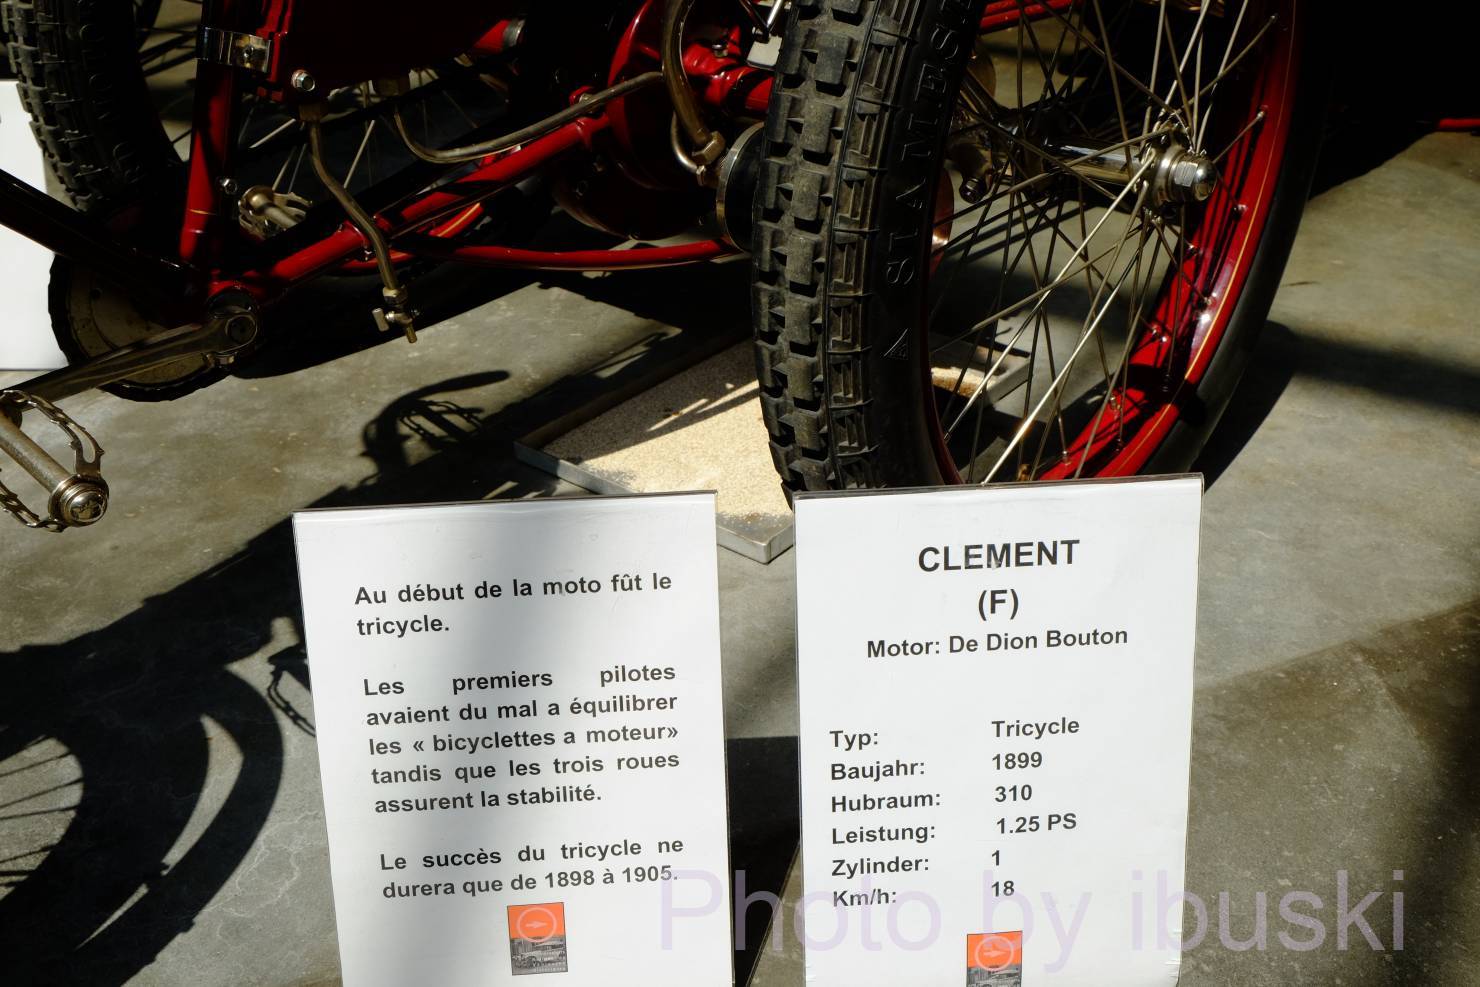 ST AMES
Au début de la moto fût le
tricycle.
Les premiers pilotes
avaient du mal a équilibrer
les « bicyclettes a moteur»
tandis que les trois roues
assurent la stabilité.
Le succès du tricycle ne
durera que de 1898 à 1905.
CLEMENT
(F)
Motor: De Dion Bouton
Typ: Tricycle
Baujahr: 1899
Hubraum: 310
Leistung: 1.25 PS
Zylinder: 1
Km/h: 18
Photo by ibuski